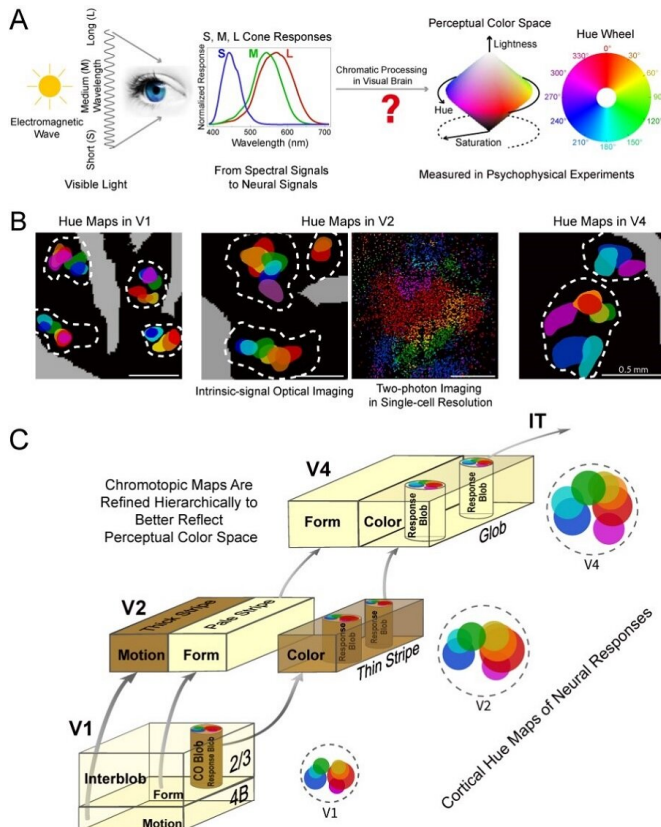 A
Long (L)
Medium (M)
Wavelength
Short (S)
Electromagnetic
Wave
Visible Light
S, M, L Cone Responses
Normalized Response
S
M
L
400
500
600
700
Wavelength (nm)
From Spectral Signals
to Neural Signals
Chromatic Processing
in Visual Brain
?
Perceptual Color Space
Lightness
Hue
Saturation
Hue Wheel
0°
30°
60°
90°
120°
150°
180°
210°
240°
270°
300°
330°
Measured in Psychophysical Experiments
B
Hue Maps in V1
Hue Maps in V2
Hue Maps in V4
0.5 mm
Intrinsic-signal Optical Imaging
Two-photon Imaging
in Single-cell Resolution
C
Chromotopic Maps Are
Refined Hierarchically to
Better Reflect
Perceptual Color Space
IT
V4
Form
Color
Response
Blob
Response
Blob
Glob
V4
V2
Thick Stripe
Pale Stripe
Motion
Form
Color
Response
Blob
Response
Blob
Thin Stripe
V2
V1
Interblob
CO Blob
Response Blob
2/3
Form
4B
Motion
V1
Cortical Hue Maps of Neural Responses